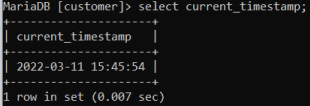 MariaDB [customer]> select current_timestamp;
+---------------------+
| current_timestamp   |
+---------------------+
| 2022-03-11 15:45:54 |
+---------------------+
1 row in set (0.007 sec)